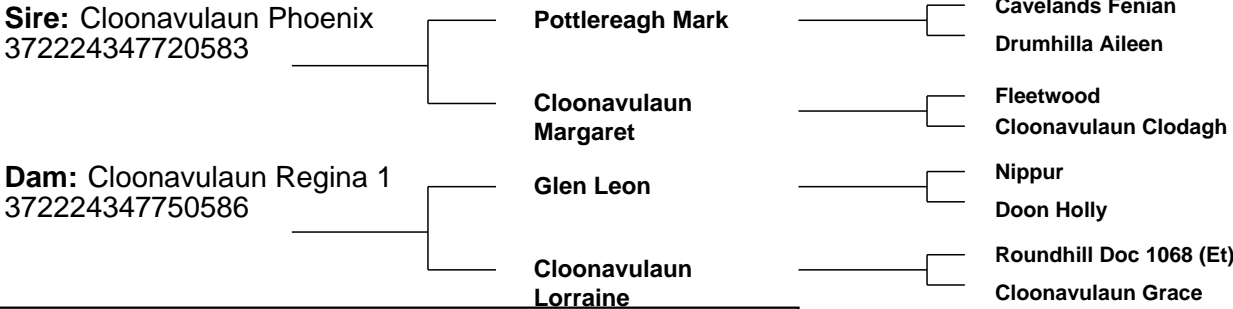 Cavelands Fenian
Sire: Cloonavulaun Phoenix
372224347720583
Pottlereagh Mark
Drumhilla Aileen
Cloonavulaun
Margaret
Fleetwood
Cloonavulaun Clodagh
Dam: Cloonavulaun Regina 1
372224347750586
Glen Leon
Nippur
Doon Holly
Cloonavulaun
Lorraine
Roundhill Doc 1068 (Et)
Cloonavulaun Grace